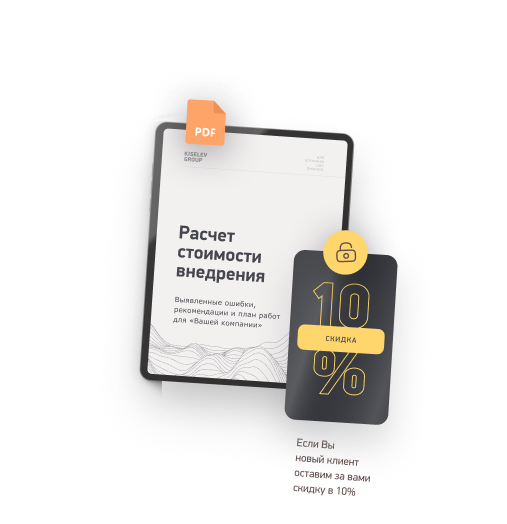 PDF
KISELEV
GROUP
Расчет
стоимости
внедрения
Выявленные ошибки,
рекомендации и план работ
для «Вашей компании»
10
СКИДКА
%
Если Вы
новый клиент
оставим за вами
скидку в 10%